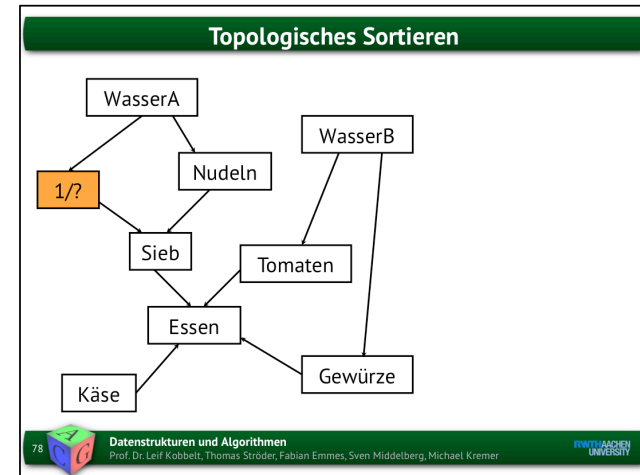 Topologisches Sortieren
WasserA
WasserB
Nudeln
1/?
Sieb
Tomaten
Essen
Gewürze
Käse
78
A
C
G
Datenstrukturen und Algorithmen
Prof. Dr. Leif Kobbelt, Thomas Ströder, Fabian Emmes, Sven Middelberg, Michael Kremer
RWTHAACHEN
UNIVERSITY